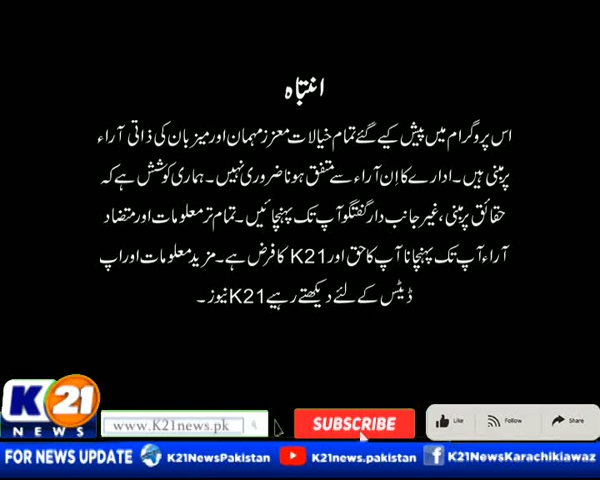 انتباہ
اس پروگرام میں پیش کیے گئے تمام خیالات معزز مہمان اور میزبان کی ذاتی آراء
پر مبنی ہیں۔ ادارے کا اِن آراء سے متفق ہونا ضروری نہیں۔ ہماری کوشش ہے کہ
حقائق پر مبنی، غیر جانب دار گفتگو آپ تک پہنچائیں۔ تمام تر معلومات اور متضاد
آراء آپ تک پہنچانا آپ کا حق اور K21 کا فرض ہے۔ مزید معلومات اور اپ
ڈیٹس کے لئے دیکھتے رہیے K21 نیوز۔
K21
NEWS
www.K21news.pk
SUBSCRIBE
Like
Follow
Share
FOR NEWS UPDATE K21NewsPakistan K21news.pakistan K21NewsKarachikiawaz